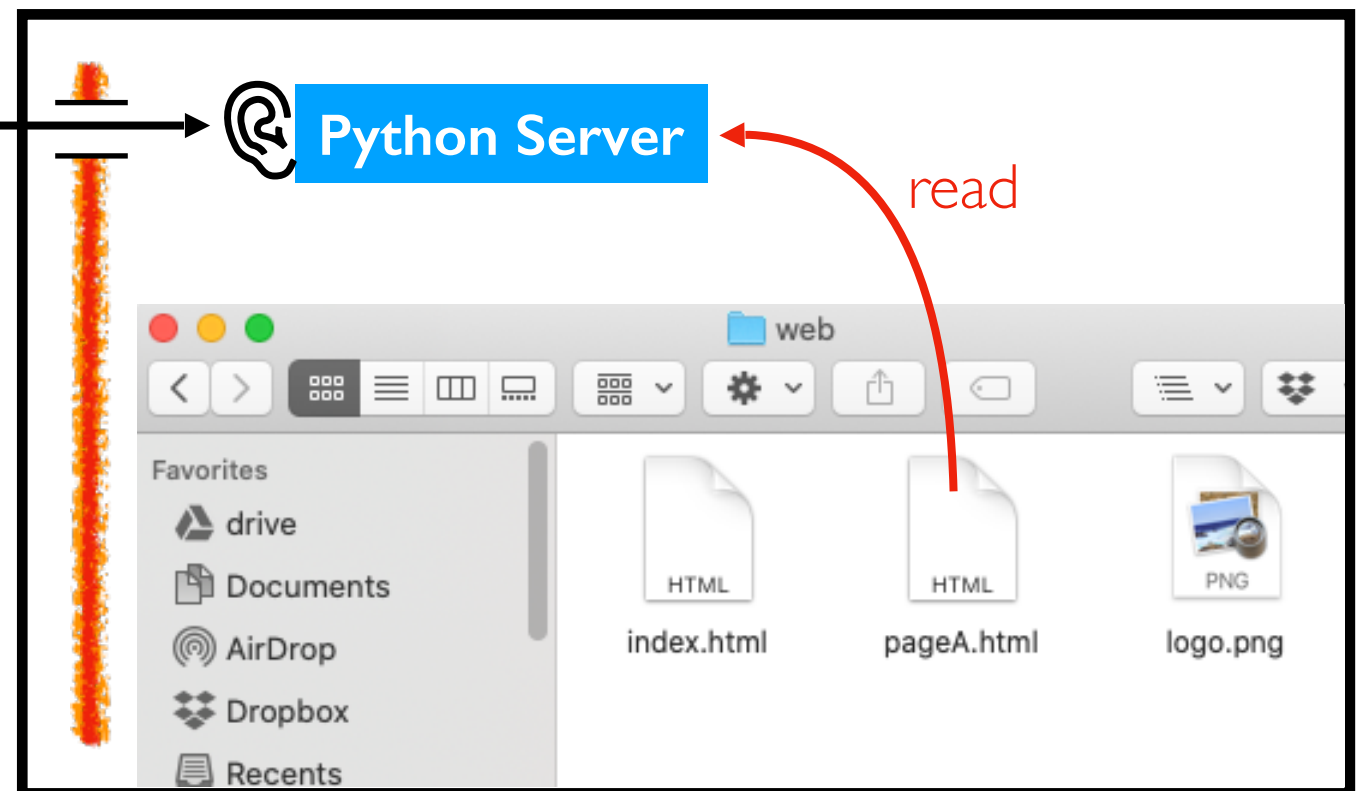 Python Server
read
web
Favorites
drive
Documents
AirDrop
Dropbox
Recents
HTML
HTML
PNG
index.html
pageA.html
logo.png